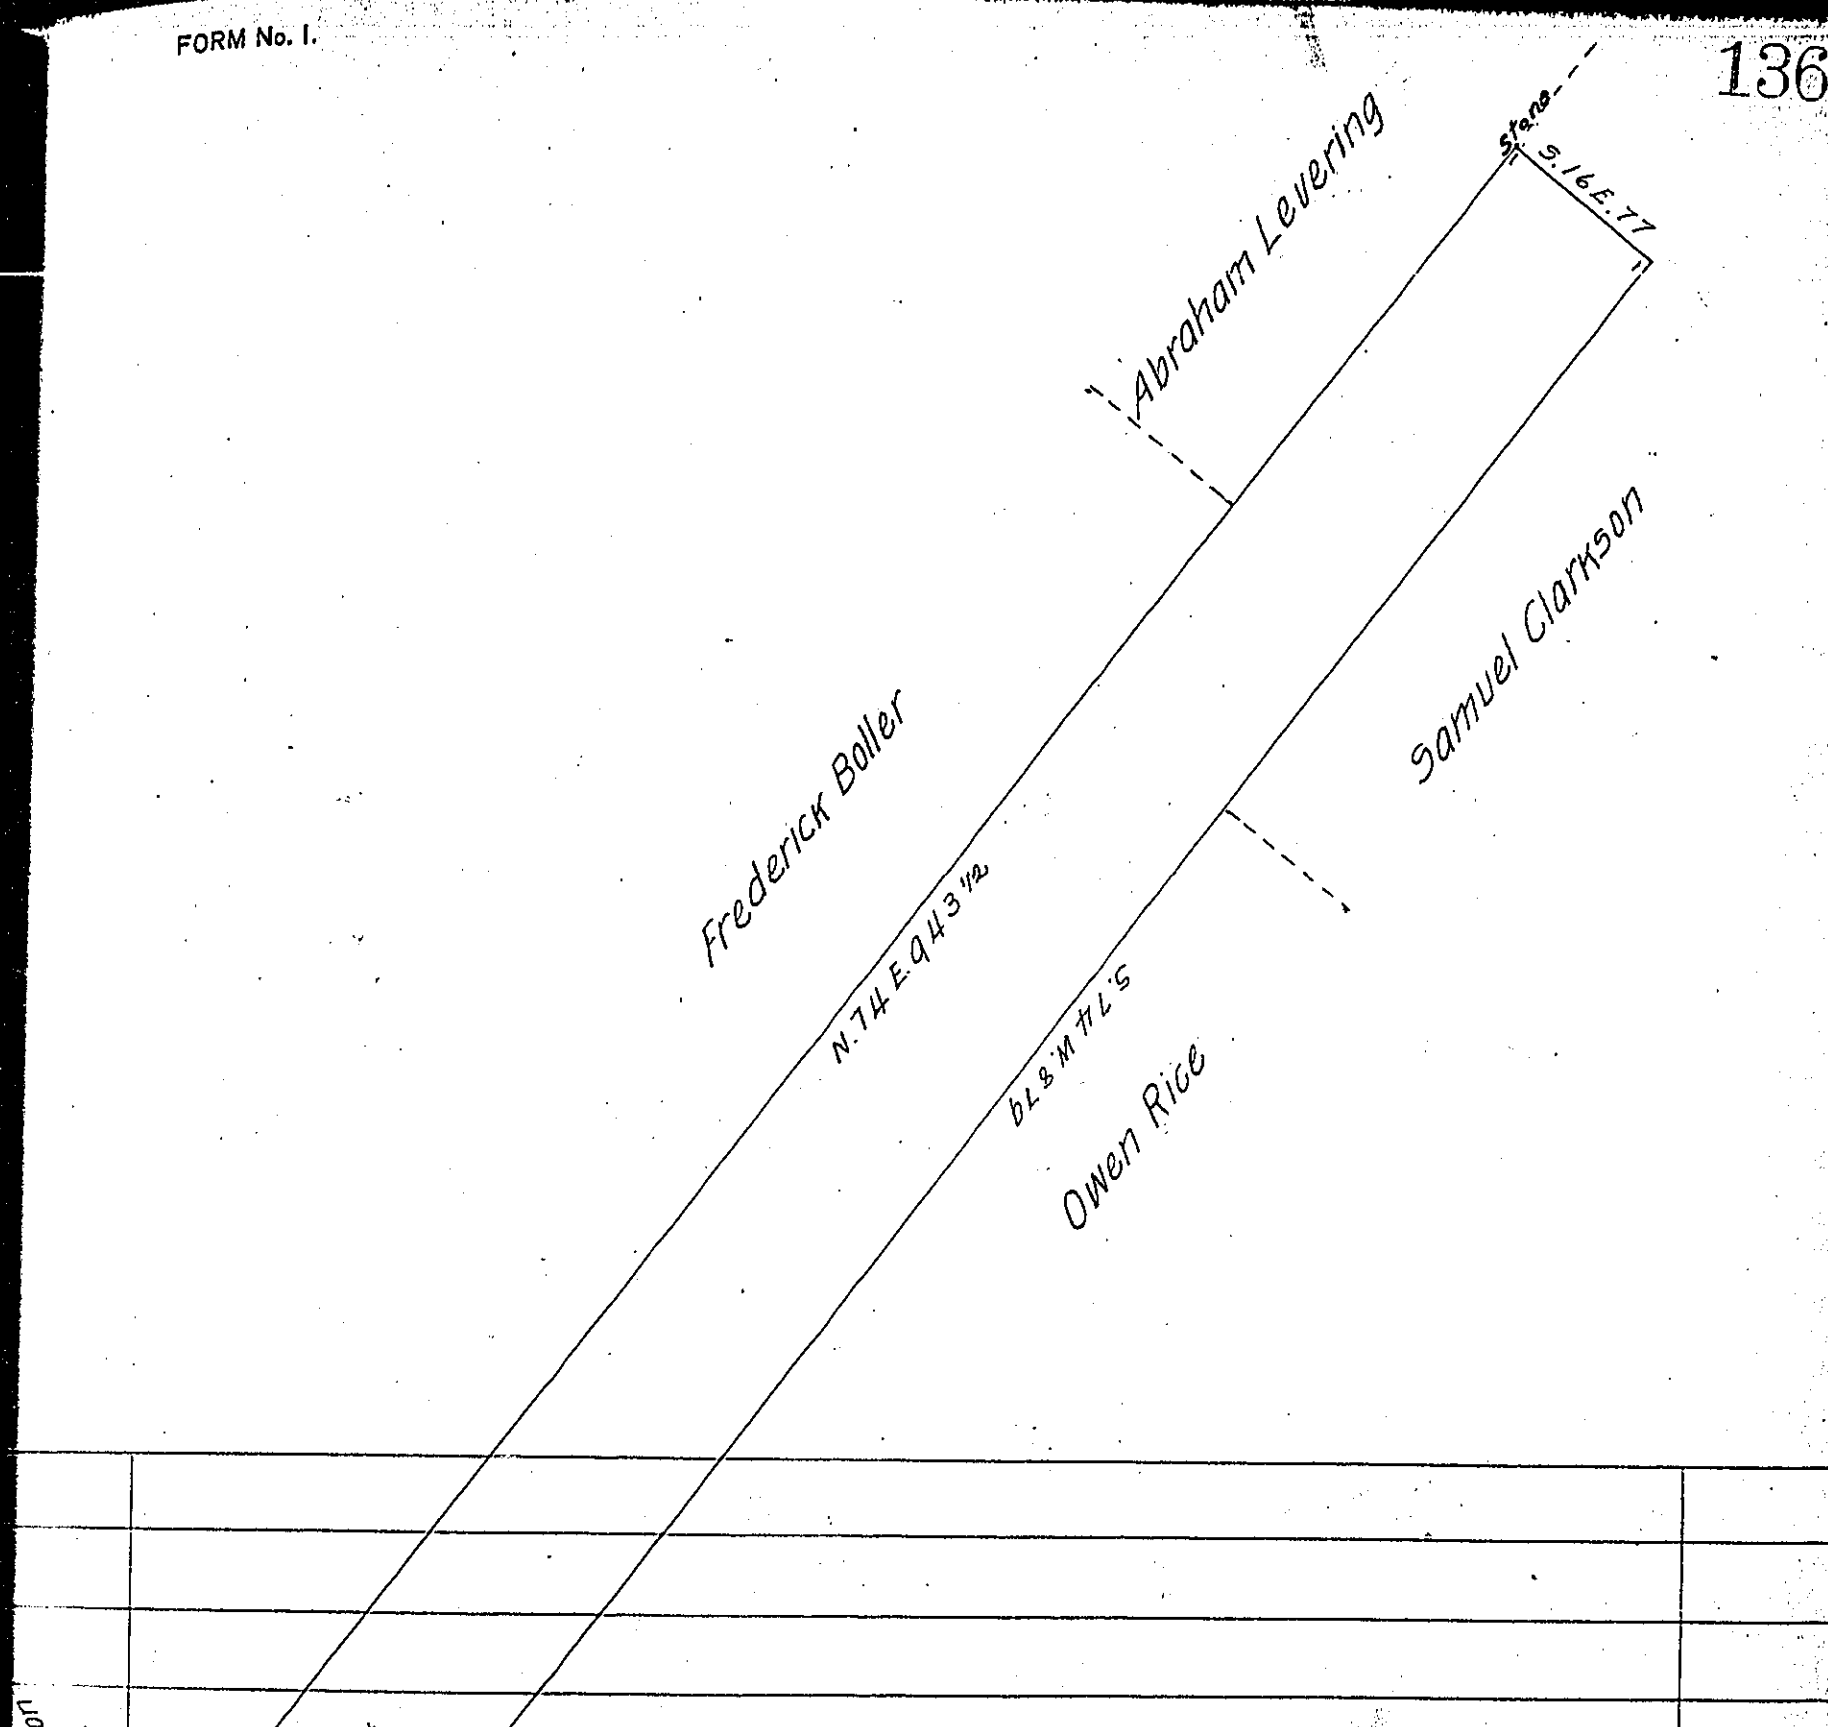 FORM No. 1.
136
Stone
S.16E.77
Abraham Levering
Samuel Clarkson
Frederick Boller
N.74E.943½
S.74W.879
Owen Rice